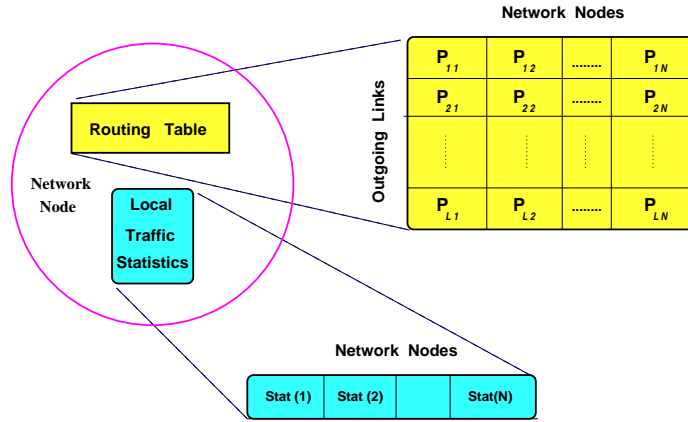 Network Nodes
P11 P12 ........ P1N
P21 P22 ........ P2N
Outgoing Links
PL1 PL2 ........ PLN
Routing Table
Network
Node
Local
Traffic
Statistics
Network Nodes
Stat (1) Stat (2) Stat(N)